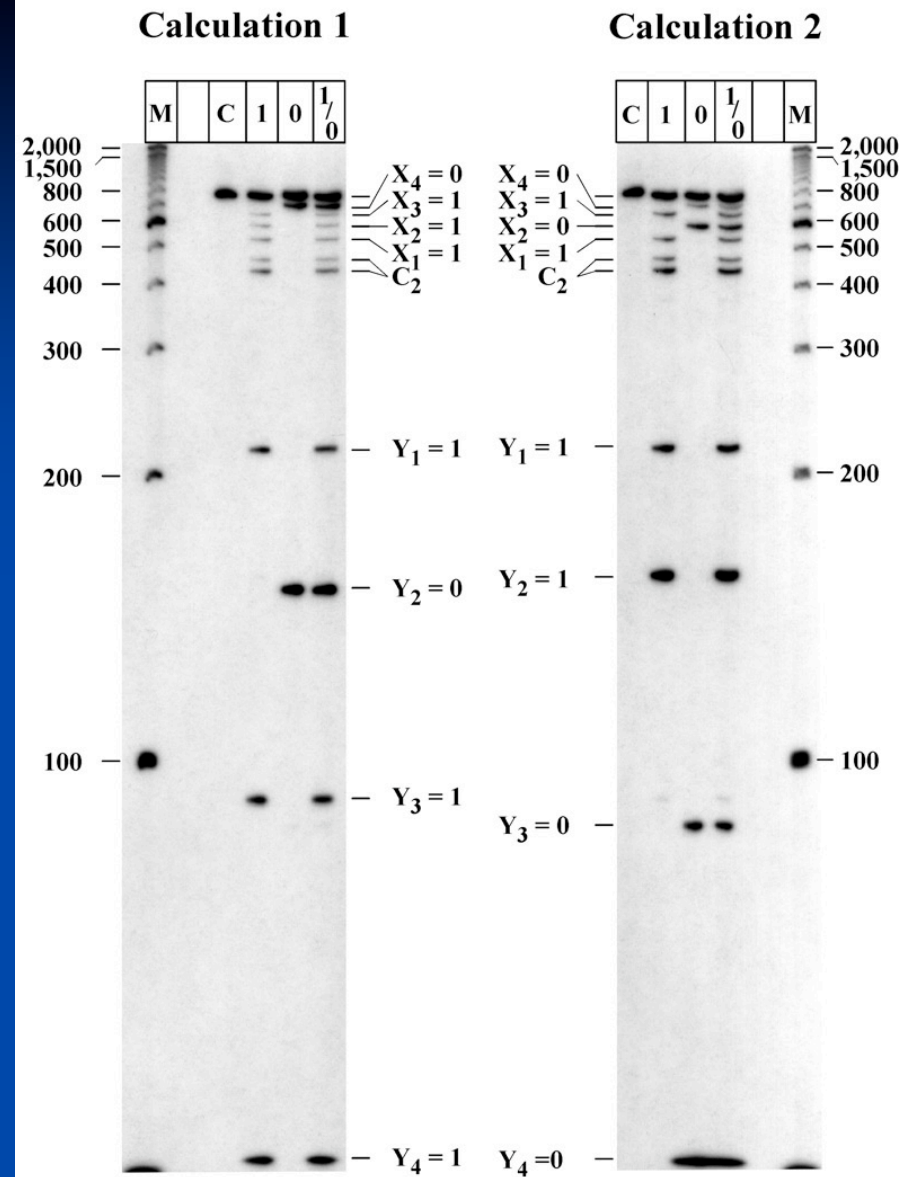 Calculation 1
M C 1 0 1/0
2,000
1,500
800
600
500
400
300
200
100
X4 = 0
X3 = 1
X2 = 1
X1 = 1
C2
Y1 = 1
Y2 = 0
Y3 = 1
Y4 = 1
Calculation 2
C 1 0 1/0 M
X4 = 0
X3 = 1
X2 = 0
X1 = 1
C2
Y1 = 1
Y2 = 1
Y3 = 0
Y4 =0
2,000
1,500
800
600
500
400
300
200
100